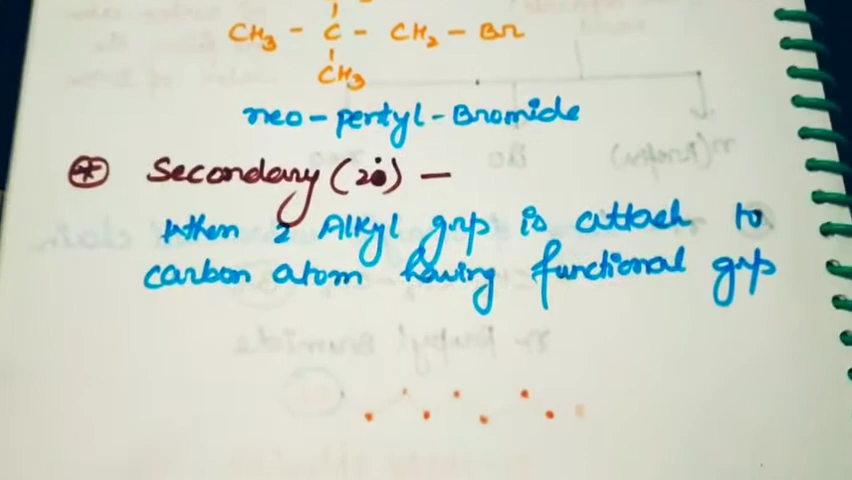 CH3 - C - CH2 - Br
CH3
neo-pentyl-Bromide
* Secondary (2°) -
When 2 Alkyl grp is attach to
carbon atom having functional grp